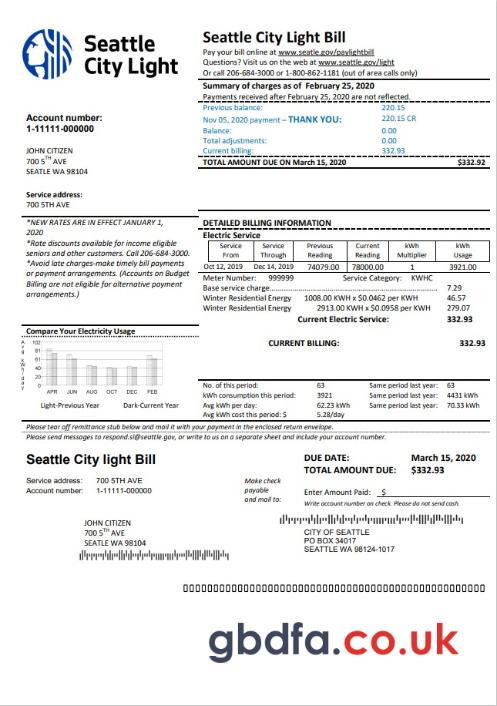 Seattle
City Light
Seattle City Light Bill
Pay your bill online at www.seatle.gov/paylightbill
Questions? Visit us on the web at www.seatle.gov/light
Or call 206-684-3000 or 1-800-862-1181 (out of area calls only)
Summary of charges as of February 25, 2020
Payments received after February 25, 2020 are not reflected.
Previous balance: 220.15
Nov 05, 2020 payment – THANK YOU: 220.15 CR
Balance: 0.00
Total adjustments: 0.00
Current billing: 332.93
TOTAL AMOUNT DUE ON March 15, 2020 $332.92
Account number:
1-11111-000000
JOHN CITIZEN
700 5TH AVE
SEATLE WA 98104
Service address:
700 5TH AVE
*NEW RATES ARE IN EFFECT JANUARY 1,
2020
*Rate discounts available for income eligible
seniors and other customers. Call 206-684-3000.
*Avoid late charges-make timely bill payments
or payment arrangements. (Accounts on Budget
Billing are not eligible for alternative payment
arrangements.)
DETAILED BILLING INFORMATION
Electric Service
Service From Service Through Previous Reading Current Reading kWh Multiplier kWh Usage
Oct 12, 2019 Dec 14, 2019 74079.00 78000.00 1 3921.00
Meter Number 999999 Service Category: KWHC
Base service charge 7.29
Winter Residential Energy 1008.00 KWH x $0.0462 per KWH 46.57
Winter Residential Energy 2913.00 KWH x $0.0958 per KWH 279.07
Current Electric Service: 332.93
CURRENT BILLING: 332.93
Compare Your Electricity Usage
Avg kWh/day
102
81
61
41
20
0
APR JUN AUG OCT DEC FEB
Light-Previous Year Dark-Current Year
No. of this period: 63 Same period last year: 63
kWh consumption this period: 3921 Same period last year: 4431 kWh
Avg kWh per day: 62.23 kWh Same period last year: 70.33 kWh
Avg kWh cost this period: $ 5.28/day
Please tear off remittance stub below and mail it with your payment in the enclosed return envelope.
Please send messages to respond.sl@seattle.gov, or write to us on a separate sheet and include your account number.
Seattle City light Bill
Service address: 700 5TH AVE
Account number: 1-11111-000000
Make check
payable
and mail to:
DUE DATE: March 15, 2020
TOTAL AMOUNT DUE: $332.93
Enter Amount Paid: $
Write account number on check. Please do not send cash.
JOHN CITIZEN
700 5TH AVE
SEATLE WA 98104
CITY OF SEATTLE
PO BOX 34017
SEATTLE WA 98124-1017
gbdfa.co.uk